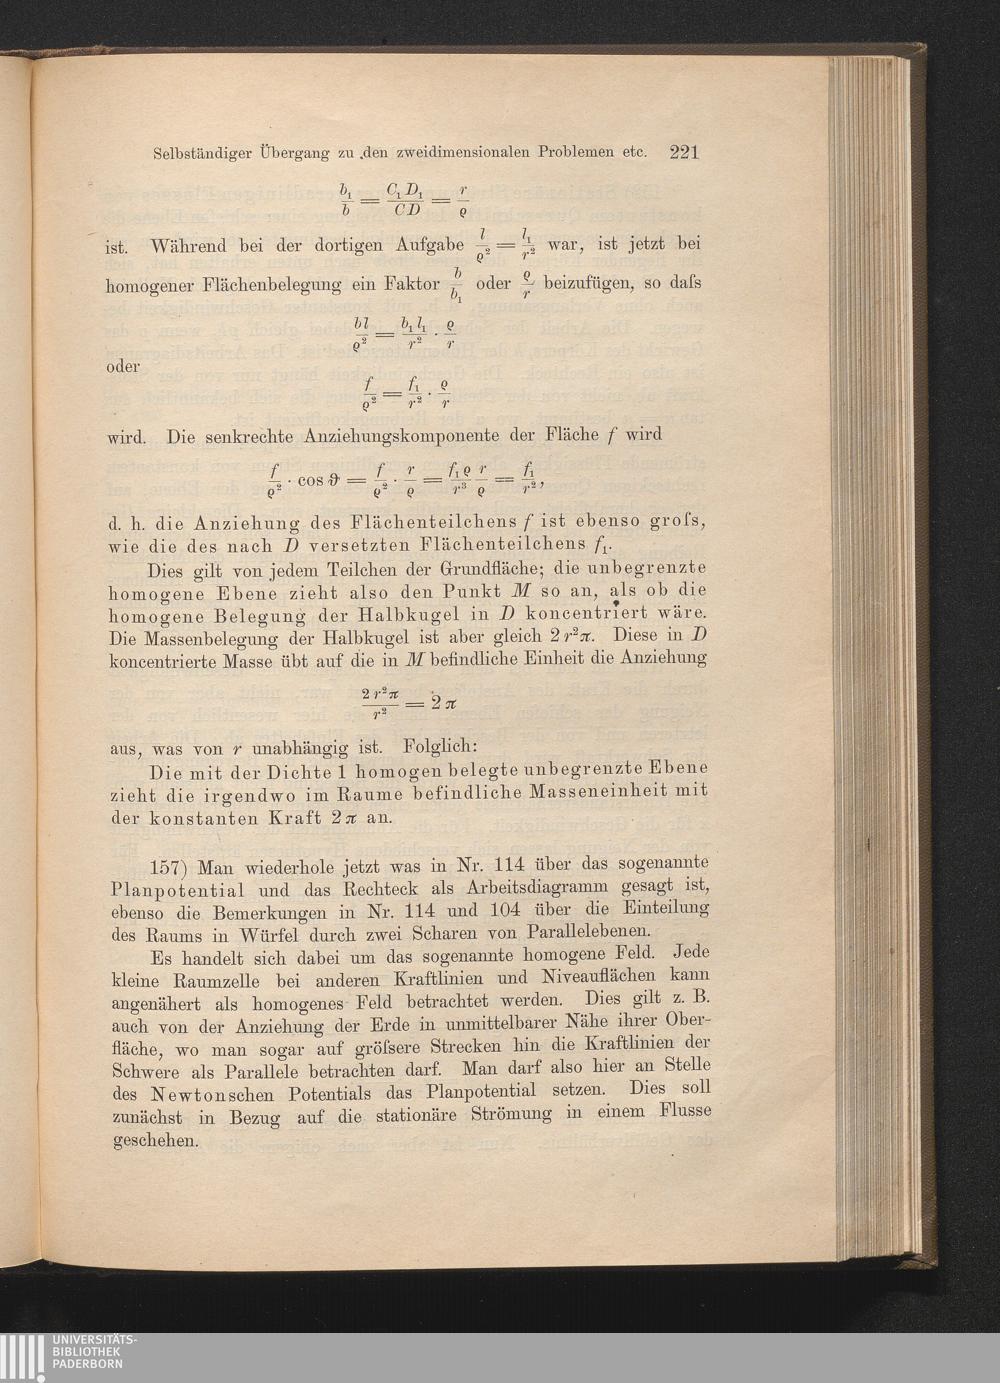 Selbständiger Übergang zu den zweidimensionalen Problemen etc. 221
b₁/b = C₁D₁/CD = r/ϱ
ist. Während bei der dortigen Aufgabe l/ϱ² = l₁/r² war, ist jetzt bei
homogener Flächenbelegung ein Faktor b/b₁ oder ϱ/r beizufügen, so daſs
bl/ϱ² = b₁l₁/r² · ϱ/r
oder
f/ϱ² = f₁/r² · ϱ/r
wird. Die senkrechte Anziehungskomponente der Fläche f wird
f/ϱ² · cos ϑ = f/ϱ² · r/ϱ = f₁ϱ/r³ r/ϱ = f₁/r²,
d. h. die Anziehung des Flächenteilchens f ist ebenso groſs,
wie die des nach D versetzten Flächenteilchens f₁.
Dies gilt von jedem Teilchen der Grundfläche; die unbegrenzte
homogene Ebene zieht also den Punkt M so an, als ob die
homogene Belegung der Halbkugel in D koncentriert wäre.
Die Massenbelegung der Halbkugel ist aber gleich 2r²π. Diese in D
koncentrierte Masse übt auf die in M befindliche Einheit die Anziehung
2r²π/r² = 2π
aus, was von r unabhängig ist. Folglich:
Die mit der Dichte 1 homogen belegte unbegrenzte Ebene
zieht die irgendwo im Raume befindliche Masseneinheit mit
der konstanten Kraft 2π an.
157) Man wiederhole jetzt was in Nr. 114 über das sogenannte
Planpotential und das Rechteck als Arbeitsdiagramm gesagt ist,
ebenso die Bemerkungen in Nr. 114 und 104 über die Einteilung
des Raums in Würfel durch zwei Scharen von Parallelebenen.
Es handelt sich dabei um das sogenannte homogene Feld. Jede
kleine Raumzelle bei anderen Kraftlinien und Niveauflächen kann
angenähert als homogenes Feld betrachtet werden. Dies gilt z. B.
auch von der Anziehung der Erde in unmittelbarer Nähe ihrer Ober-
fläche, wo man sogar auf gröſsere Strecken hin die Kraftlinien der
Schwere als Parallele betrachten darf. Man darf also hier an Stelle
des Newtonschen Potentials das Planpotential setzen. Dies soll
zunächst in Bezug auf die stationäre Strömung in einem Flusse
geschehen.
UNIVERSITÄTS-
BIBLIOTHEK
PADERBORN